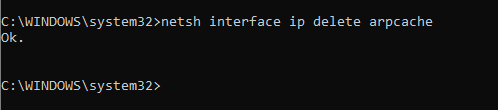 C:\WINDOWS\system32>netsh interface ip delete arpcache
Ok.
C:\WINDOWS\system32>